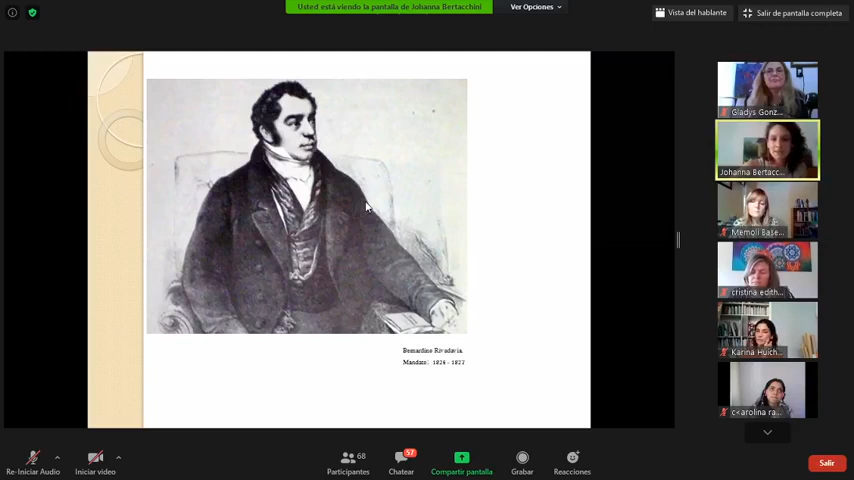 Usted está viendo la pantalla de Johanna Bertacchini
Ver Opciones
Vista del hablante
Salir de pantalla completa
Gladys Gonz...
Johanna Bertacc...
Memoli Base...
cristina edith...
Karina Huich...
c<arolina ra...
Bernardino Rivadavia
Mandato: 1826 - 1827
Re-Iniciar Audio
Iniciar video
68
Participantes
57
Chatear
Compartir pantalla
Grabar
Reacciones
Salir